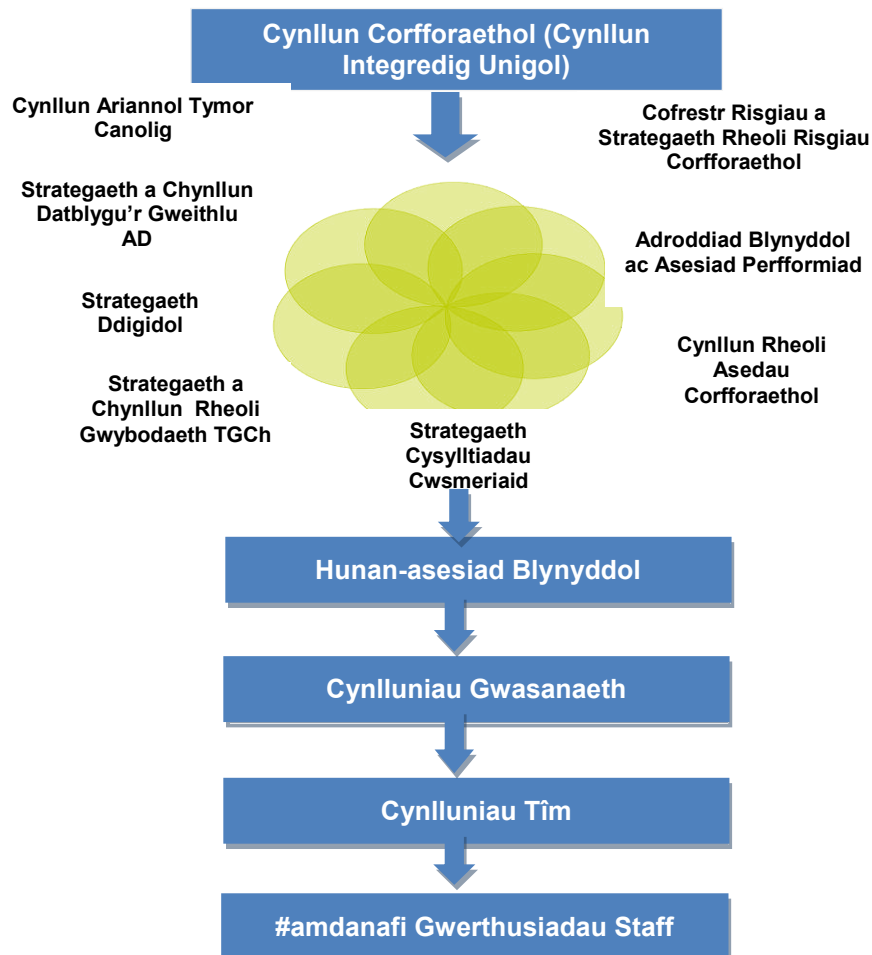 Cynllun Corfforaethol (Cynllun
Integredig Unigol)
Cynllun Ariannol Tymor
Canolig
Cofrestr Risgiau a
Strategaeth Rheoli Risgiau
Corfforaethol
Strategaeth a Chynllun
Datblygu'r Gweithlu
AD
Adroddiad Blynyddol
ac Asesiad Perfformiad
Strategaeth
Ddigidol
Cynllun Rheoli
Asedau
Corfforaethol
Strategaeth a
Chynllun Rheoli
Gwybodaeth TGCh
Strategaeth
Cysylltiadau
Cwsmeriaid
Hunan-asesiad Blynyddol
Cynlluniau Gwasanaeth
Cynlluniau Tîm
#amdanafi Gwerthusiadau Staff